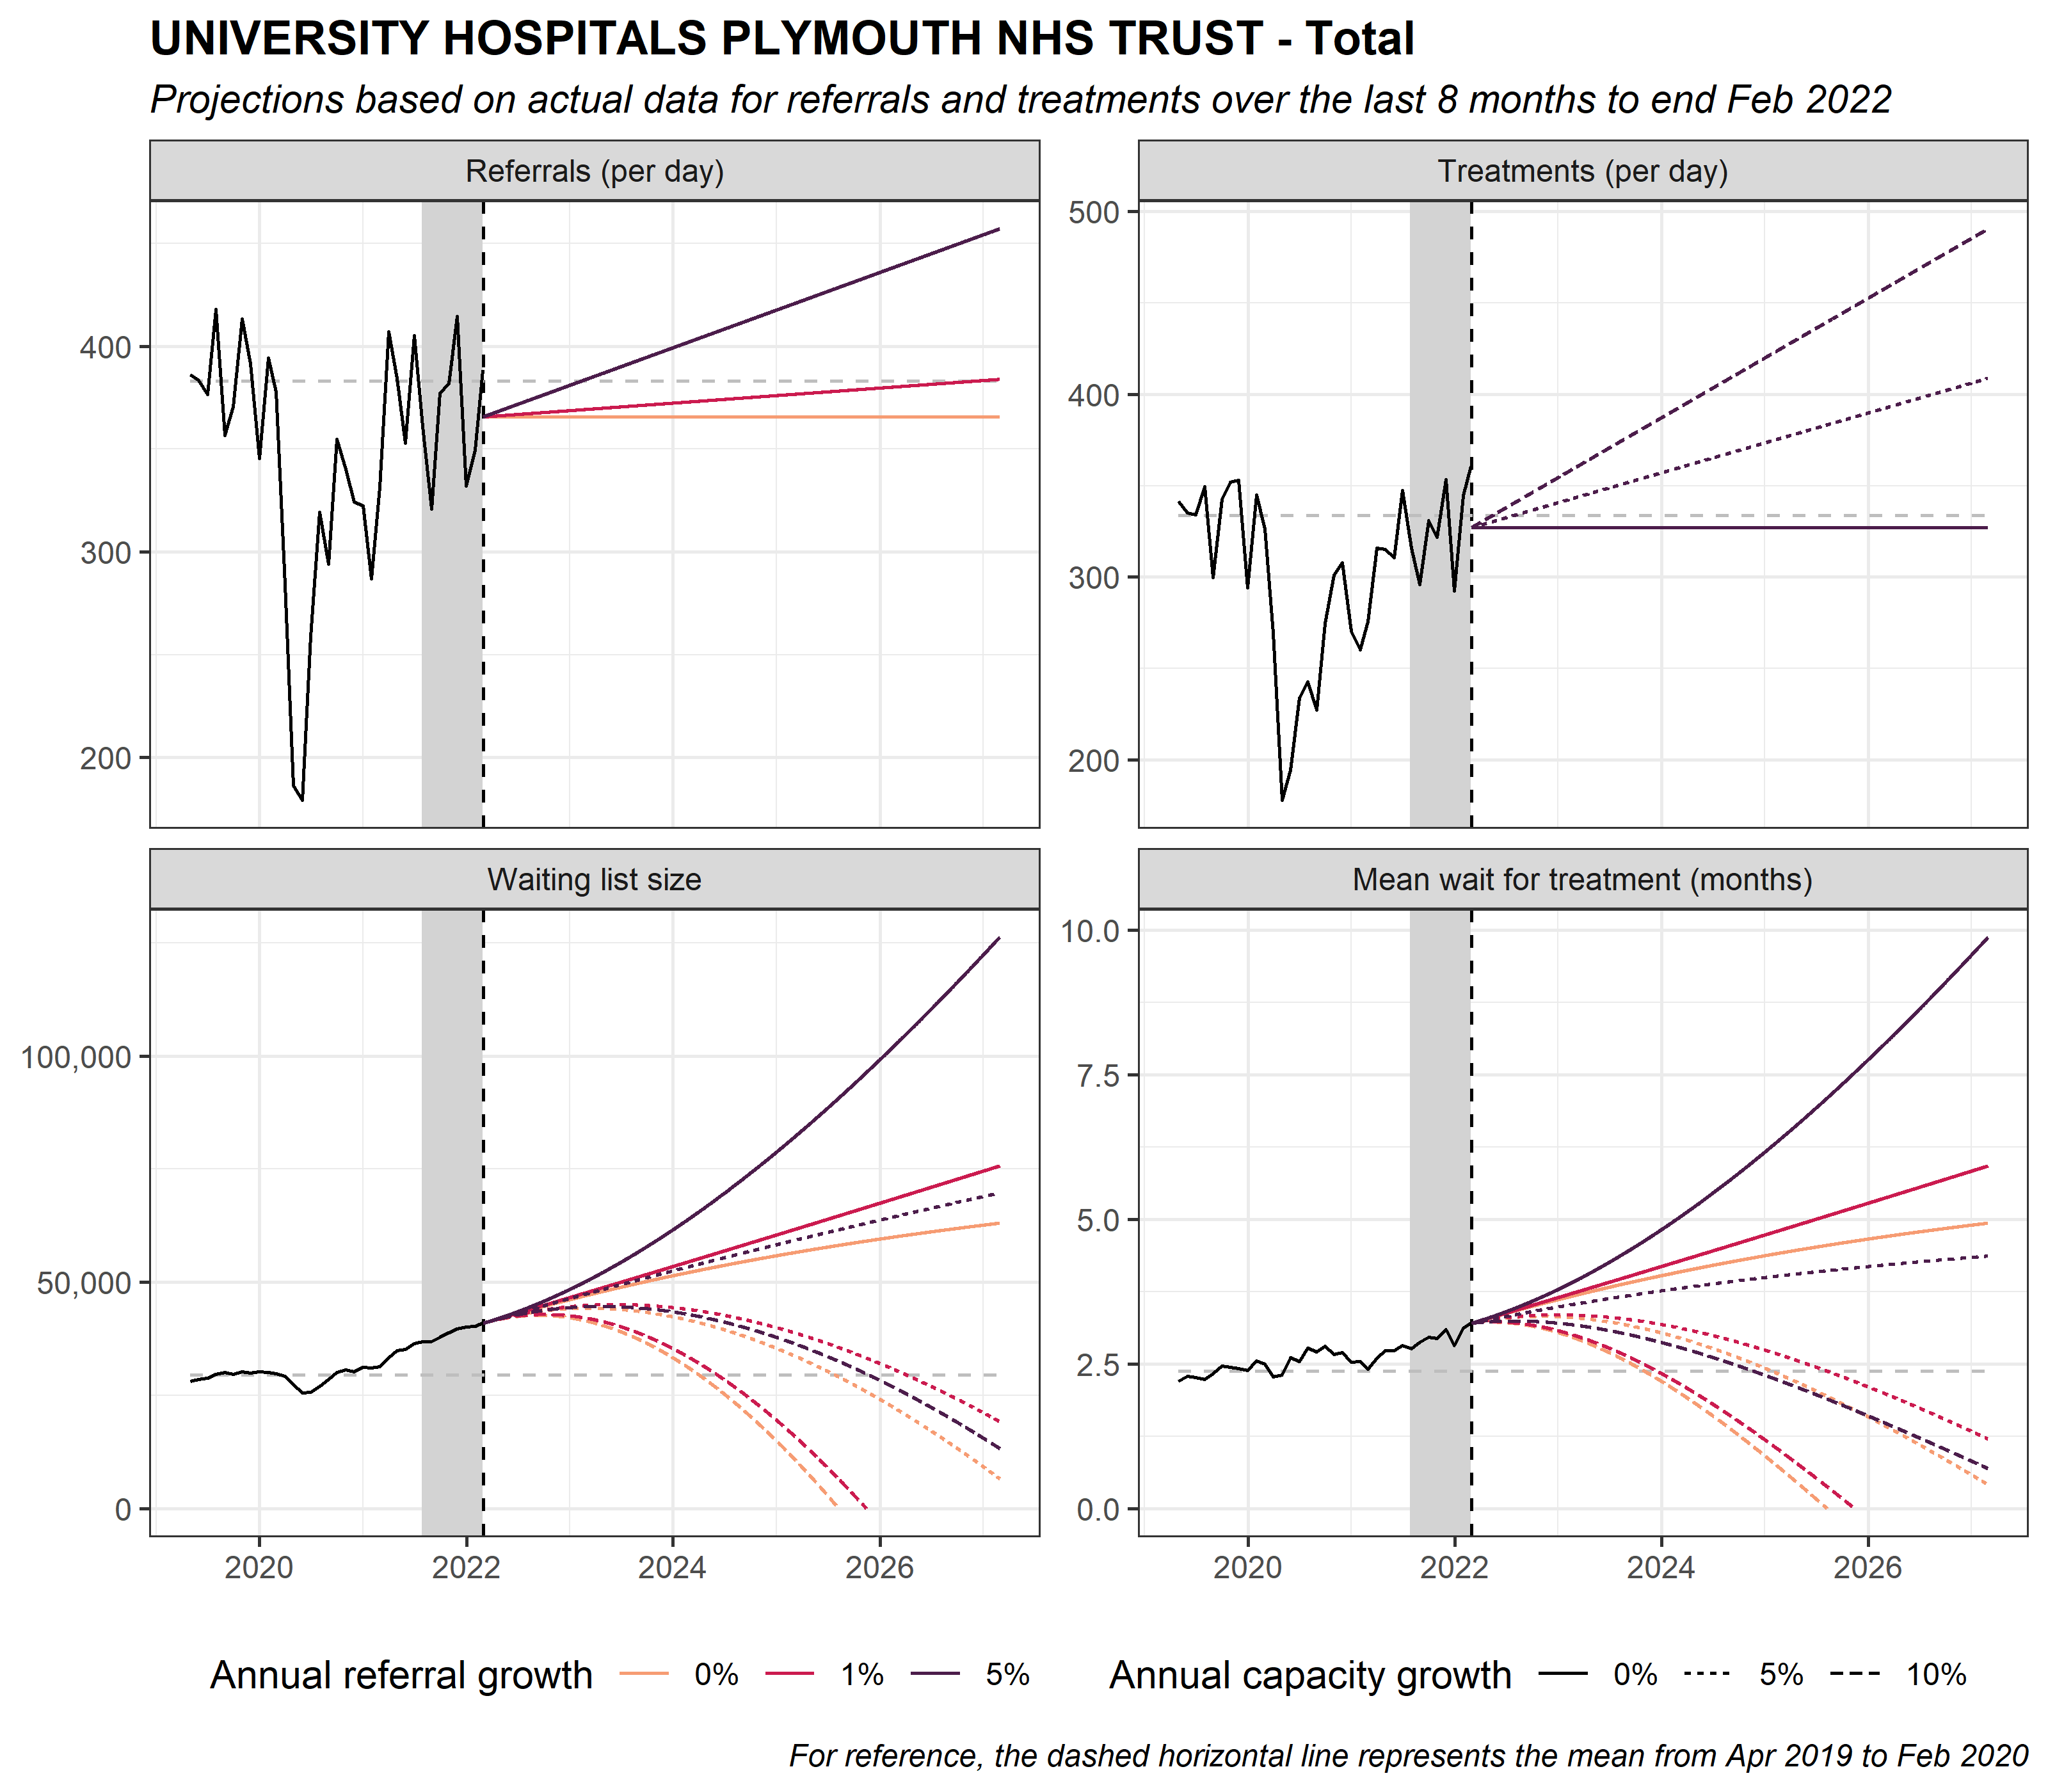 UNIVERSITY HOSPITALS PLYMOUTH NHS TRUST - Total
Projections based on actual data for referrals and treatments over the last 8 months to end Feb 2022
Referrals (per day)
400
300
200
Treatments (per day)
500
400
300
200
Waiting list size
100,000
50,000
0
2020 2022 2024 2026
Mean wait for treatment (months)
10.0
7.5
5.0
2.5
0.0
2020 2022 2024 2026
Annual referral growth 0% 1% 5%
Annual capacity growth 0% 5% 10%
For reference, the dashed horizontal line represents the mean from Apr 2019 to Feb 2020